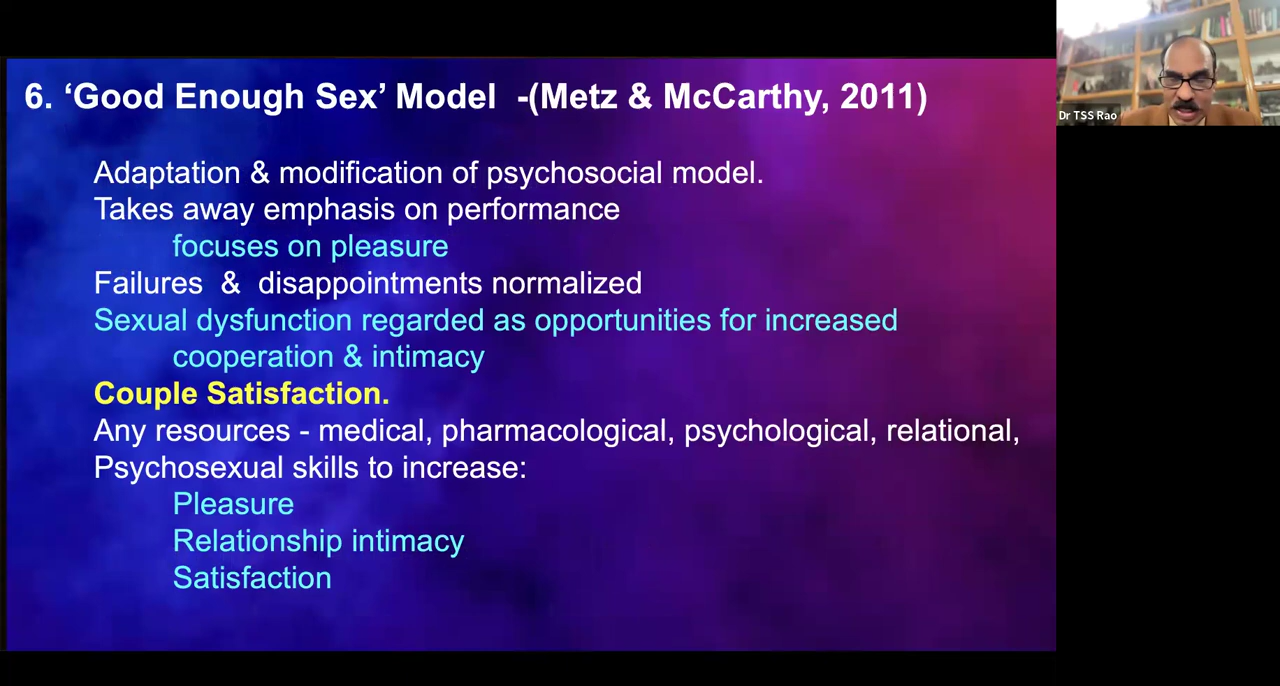 6. ‘Good Enough Sex’ Model -(Metz & McCarthy, 2011)
Adaptation & modification of psychosocial model.
Takes away emphasis on performance
focuses on pleasure
Failures & disappointments normalized
Sexual dysfunction regarded as opportunities for increased
cooperation & intimacy
Couple Satisfaction.
Any resources - medical, pharmacological, psychological, relational,
Psychosexual skills to increase:
Pleasure
Relationship intimacy
Satisfaction
Dr TSS Rao